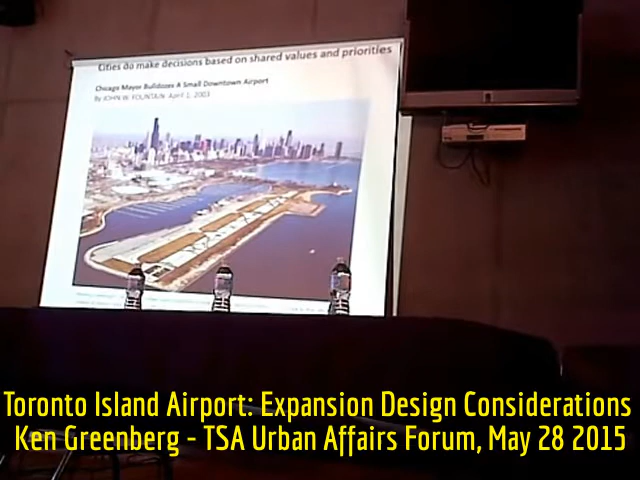 Cities do make decisions based on shared values and priorities
Chicago Mayor Bulldozes A Small Downtown Airport
By JOHN W. FOUNTAIN April 1, 2003
Toronto Island Airport: Expansion Design Considerations
Ken Greenberg - TSA Urban Affairs Forum, May 28 2015